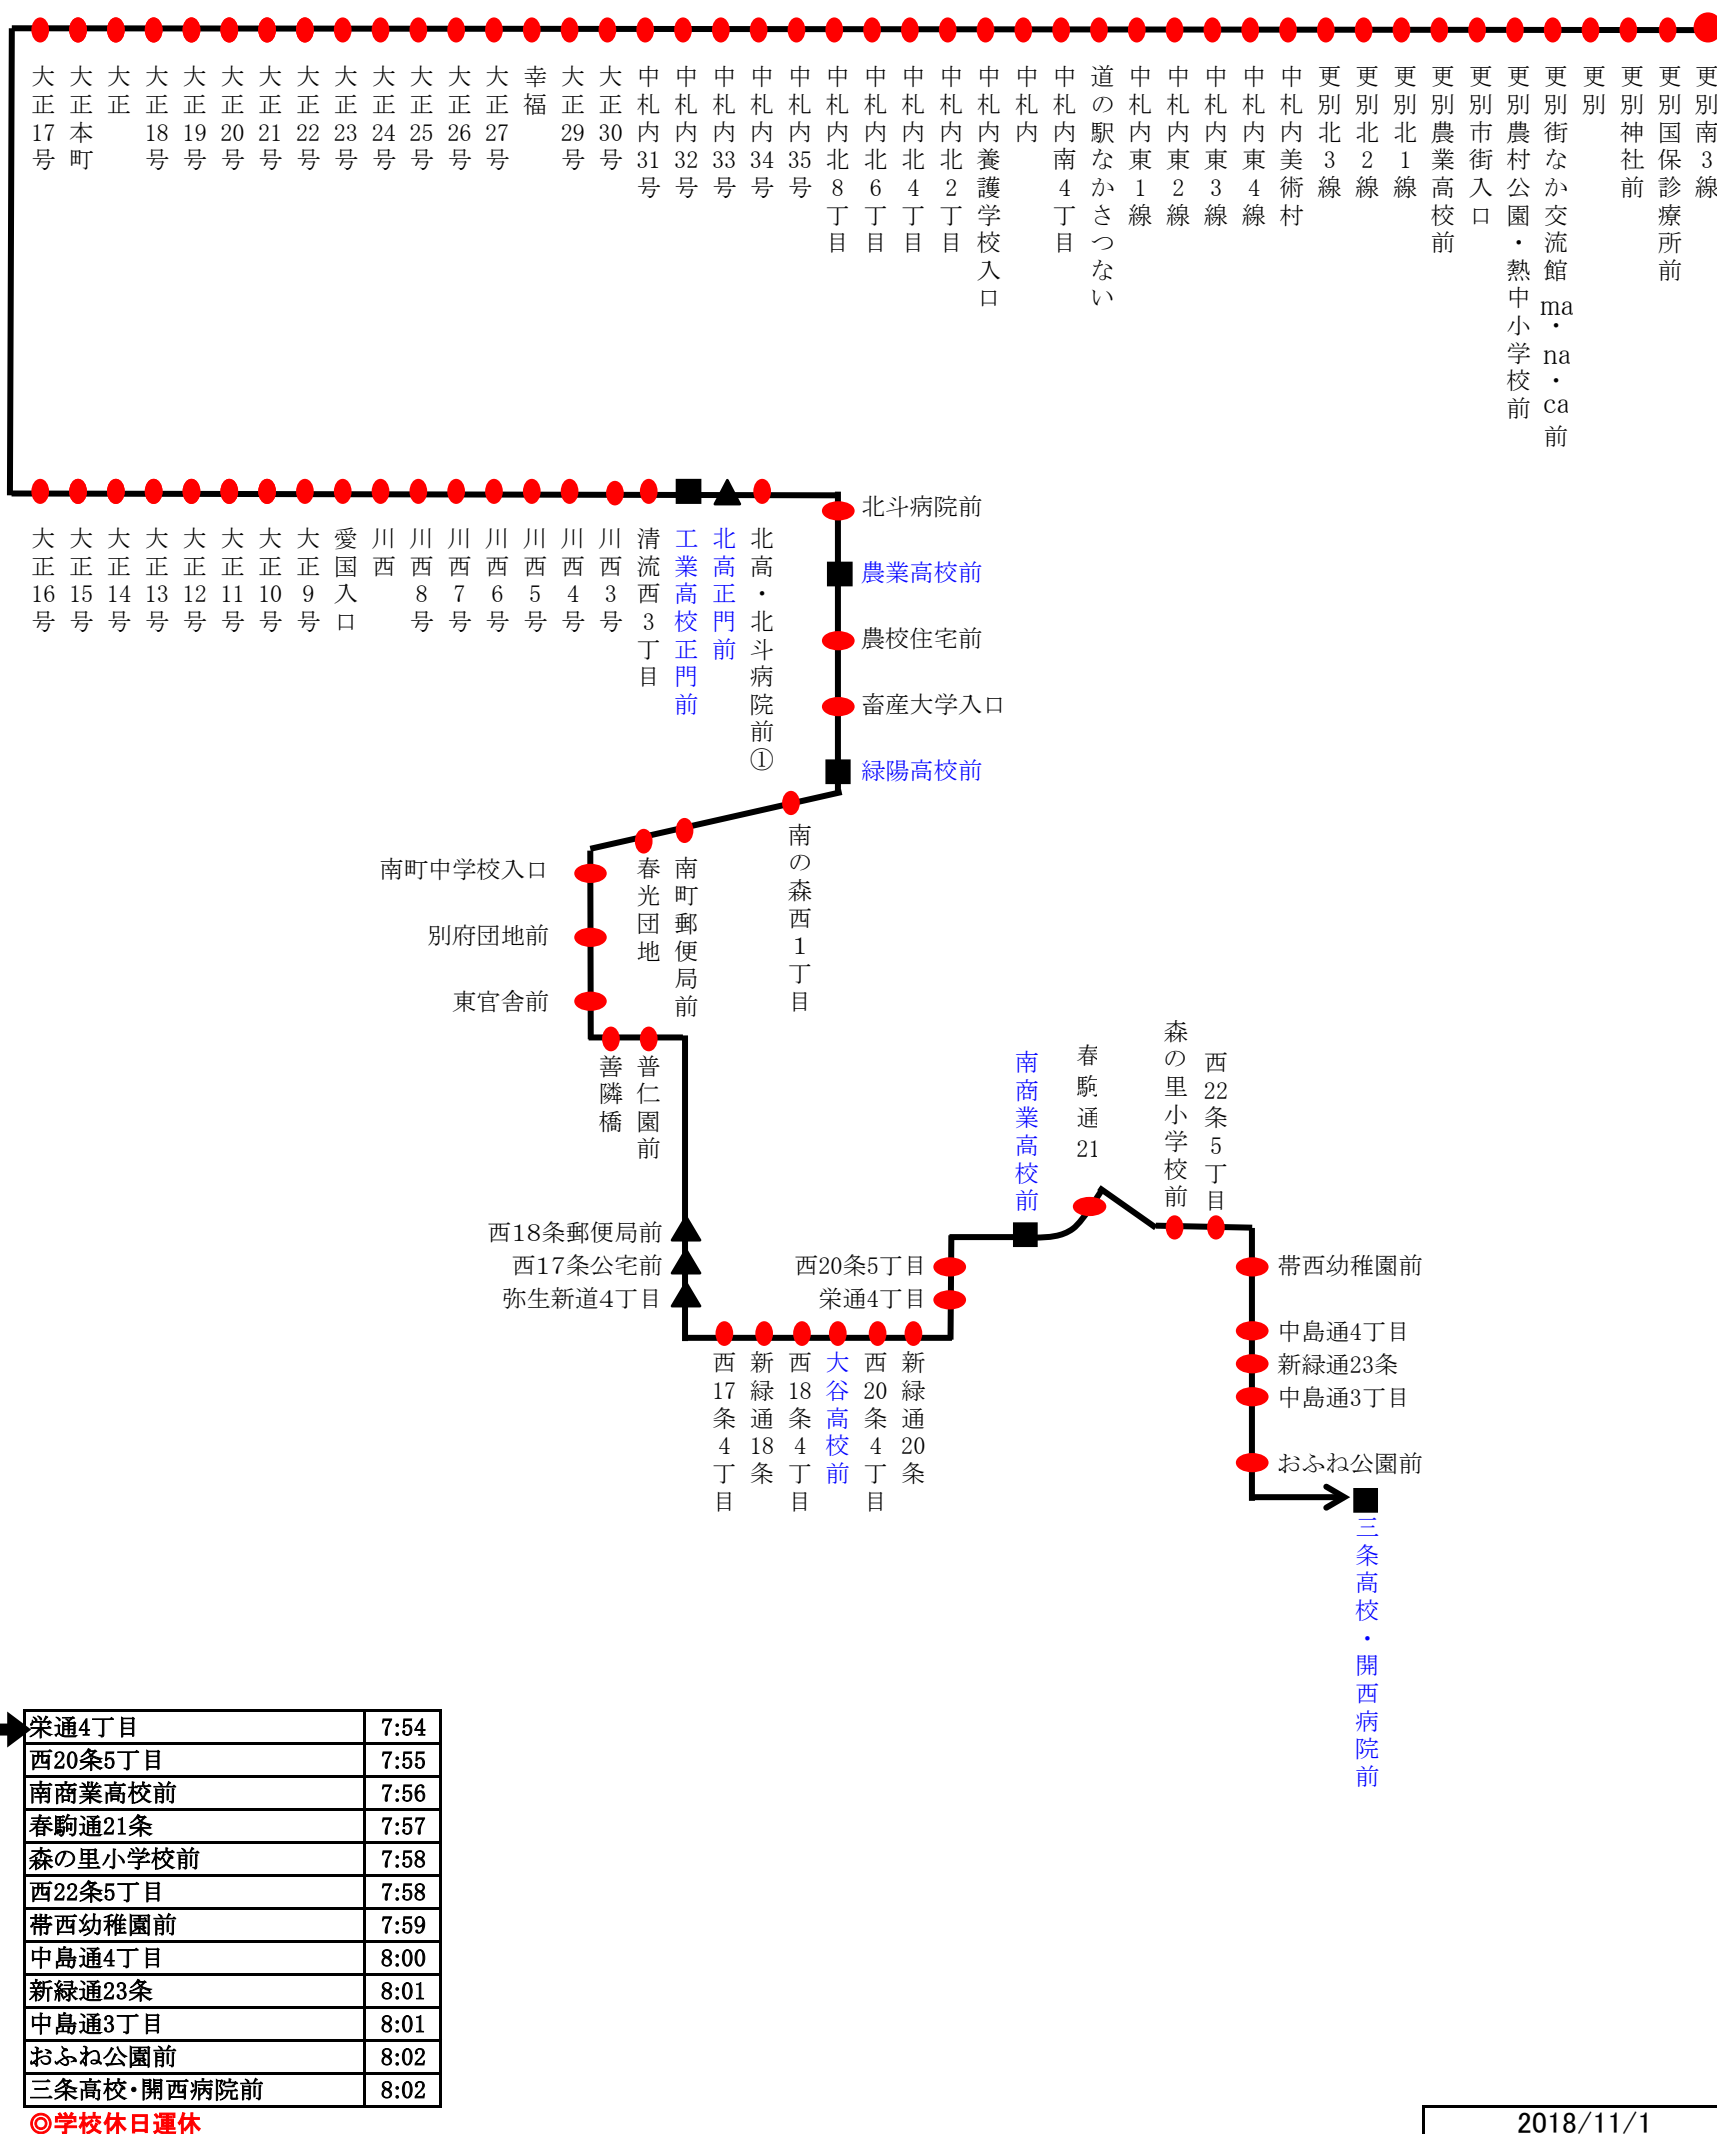 大正17号
大正本町
大正
大正18号
大正19号
大正20号
大正21号
大正22号
大正23号
大正24号
大正25号
大正26号
大正27号
幸福
大正29号
大正30号
中札内31号
中札内32号
中札内33号
中札内34号
中札内35号
中札内北8丁目
中札内北6丁目
中札内北4丁目
中札内北2丁目
中札内養護学校入口
中札内
中札内南4丁目
道の駅なかさつない
中札内東1線
中札内東2線
中札内東3線
中札内東4線
中札内美術村
更別北3線
更別北2線
更別北1線
更別農業高校前
更別市街入口
更別農村公園・熱中小学校前
更別街なか交流館ma・na・ca前
更別
更別神社前
更別国保診療所前
更別南3線
大正16号
大正15号
大正14号
大正13号
大正12号
大正11号
大正10号
大正9号
愛国入口
川西
川西8号
川西7号
川西6号
川西5号
川西4号
川西3号
清流西3丁目
工業高校正門前
北高正門前
北高・北斗病院前①
北斗病院前
農業高校前
農校住宅前
畜産大学入口
緑陽高校前
南の森西1丁目
南町郵便局前
春光団地
南町中学校入口
別府団地前
東官舎前
善隣橋
普仁園前
西18条郵便局前
西17条公宅前
弥生新道4丁目
西17条4丁目
新緑通18条
西18条4丁目
大谷高校前
西20条4丁目
新緑通20条
西20条5丁目
栄通4丁目
南商業高校前
春駒通21
森の里小学校前
西22条5丁目
帯西幼稚園前
中島通4丁目
新緑通23条
中島通3丁目
おふね公園前
三条高校・開西病院前
栄通4丁目 7:54
西20条5丁目 7:55
南商業高校前 7:56
春駒通21条 7:57
森の里小学校前 7:58
西22条5丁目 7:58
帯西幼稚園前 7:59
中島通4丁目 8:00
新緑通23条 8:01
中島通3丁目 8:01
おふね公園前 8:02
三条高校・開西病院前 8:02
◎学校休日運休
2018/11/1